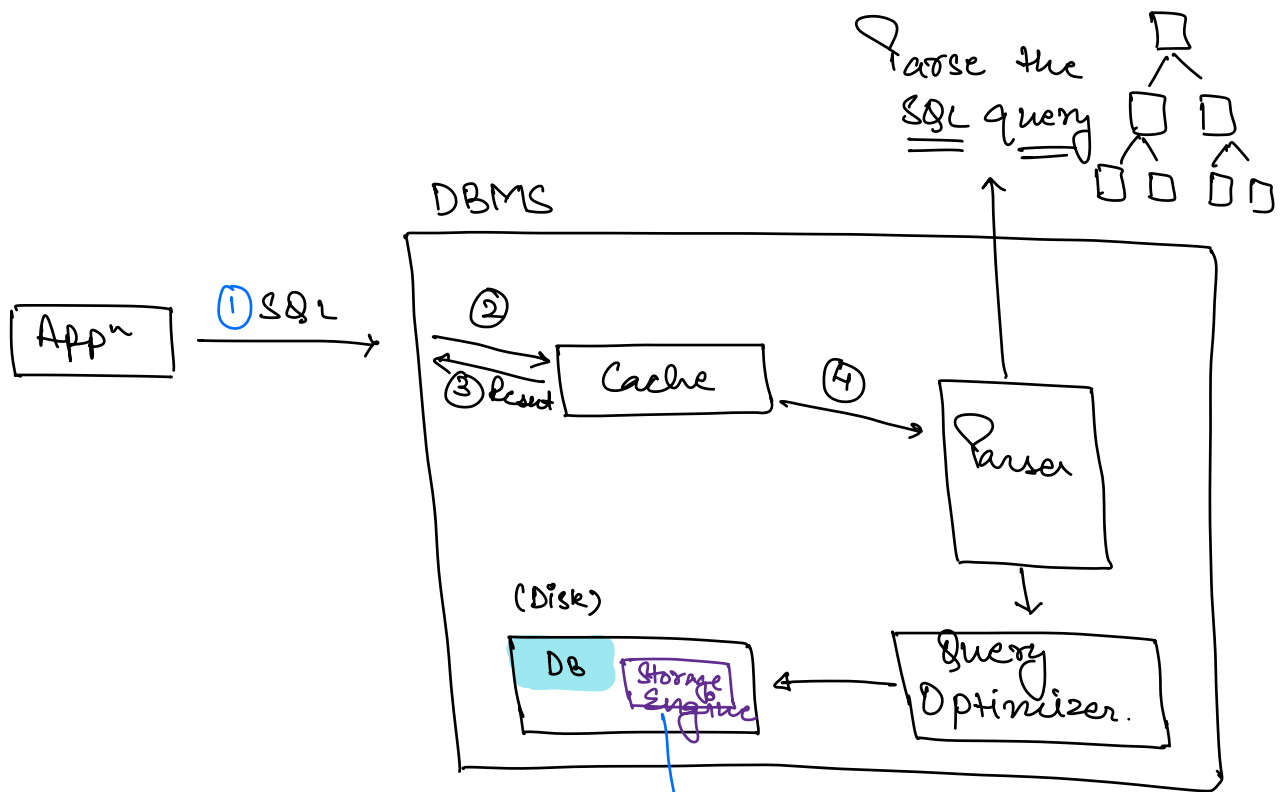 Parse the
SQL query
DBMS
① SQL
Appⁿ
②
Cache
③ Result
④
Parser
(Disk)
DB
Storage
Engine
Query
Optimizer.